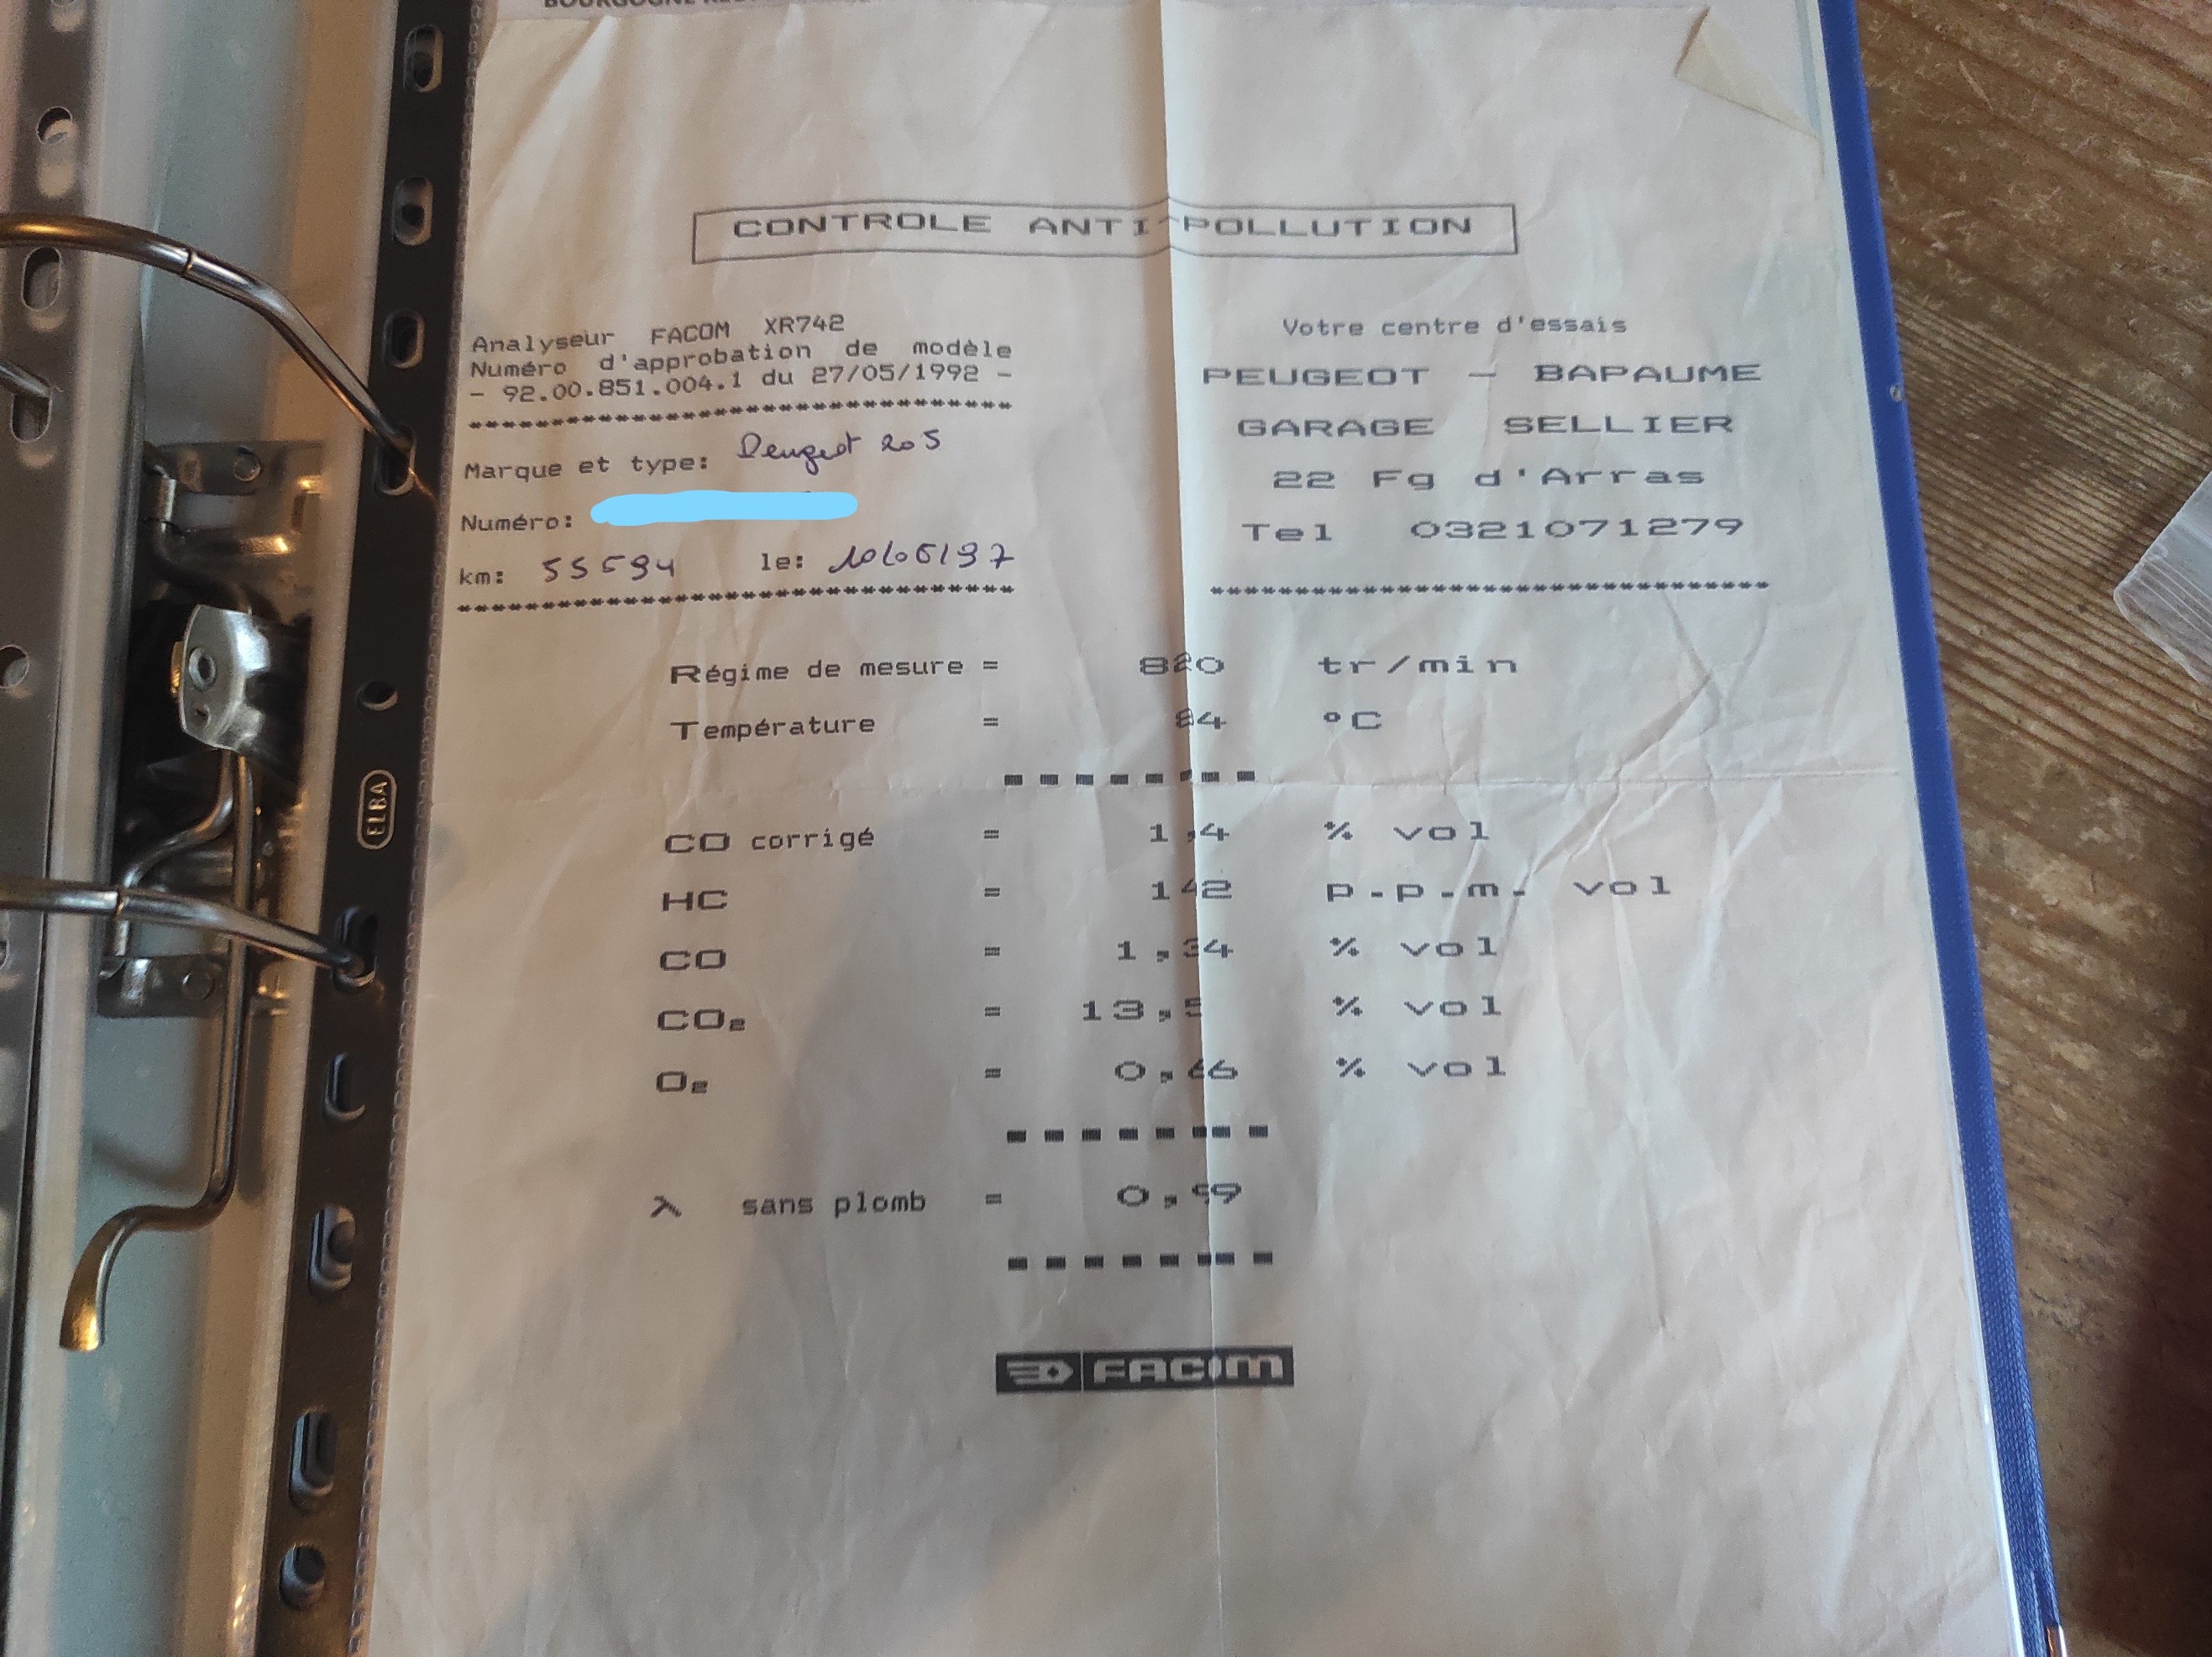 CONTROLE ANTI-POLLUTION
Analyseur FACOM XR742
Numéro d'approbation de modèle
- 92.00.851.004.1 du 27/05/1992 -
*********************************
Marque et type: Peugeot 205
Numéro:
km: 55594 le:
*********************************
Votre centre d'essais
PEUGEOT - BAPAUME
GARAGE SELLIER
22 Fg d'Arras
Tel 0321071279
*********************************
Régime de mesure = 820 tr/min
Température = 84 °C
CO corrigé = 1,4 % vol
HC = 142 p.p.m. vol
CO = 1,34 % vol
CO₂ = 13,5 % vol
O₂ = 0,66 % vol
λ sans plomb = 0,99
FACOM
ELBA